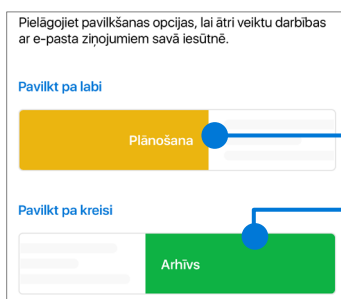 Pielāgojiet pavilkšanas opcijas, lai ātri veiktu darbības
ar e-pasta ziņojumiem savā iesūtnē.
Pavilkt pa labi
Plānošana
Pavilkt pa kreisi
Arhīvs